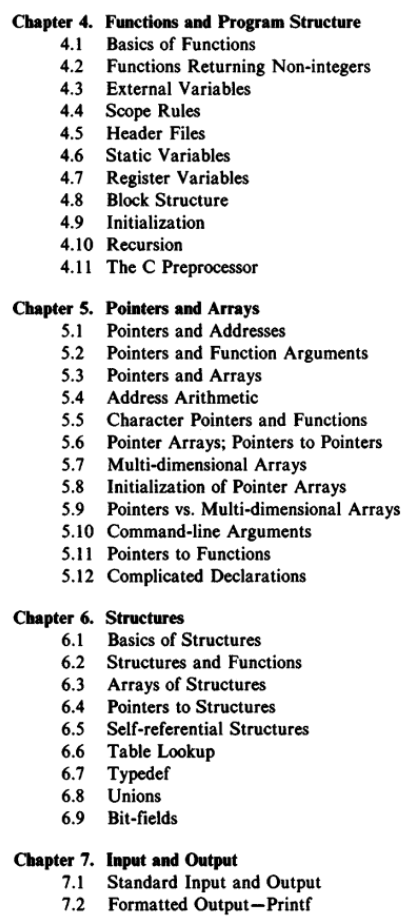 Chapter 4. Functions and Program Structure
4.1 Basics of Functions
4.2 Functions Returning Non-integers
4.3 External Variables
4.4 Scope Rules
4.5 Header Files
4.6 Static Variables
4.7 Register Variables
4.8 Block Structure
4.9 Initialization
4.10 Recursion
4.11 The C Preprocessor
Chapter 5. Pointers and Arrays
5.1 Pointers and Addresses
5.2 Pointers and Function Arguments
5.3 Pointers and Arrays
5.4 Address Arithmetic
5.5 Character Pointers and Functions
5.6 Pointer Arrays; Pointers to Pointers
5.7 Multi-dimensional Arrays
5.8 Initialization of Pointer Arrays
5.9 Pointers vs. Multi-dimensional Arrays
5.10 Command-line Arguments
5.11 Pointers to Functions
5.12 Complicated Declarations
Chapter 6. Structures
6.1 Basics of Structures
6.2 Structures and Functions
6.3 Arrays of Structures
6.4 Pointers to Structures
6.5 Self-referential Structures
6.6 Table Lookup
6.7 Typedef
6.8 Unions
6.9 Bit-fields
Chapter 7. Input and Output
7.1 Standard Input and Output
7.2 Formatted Output—Printf